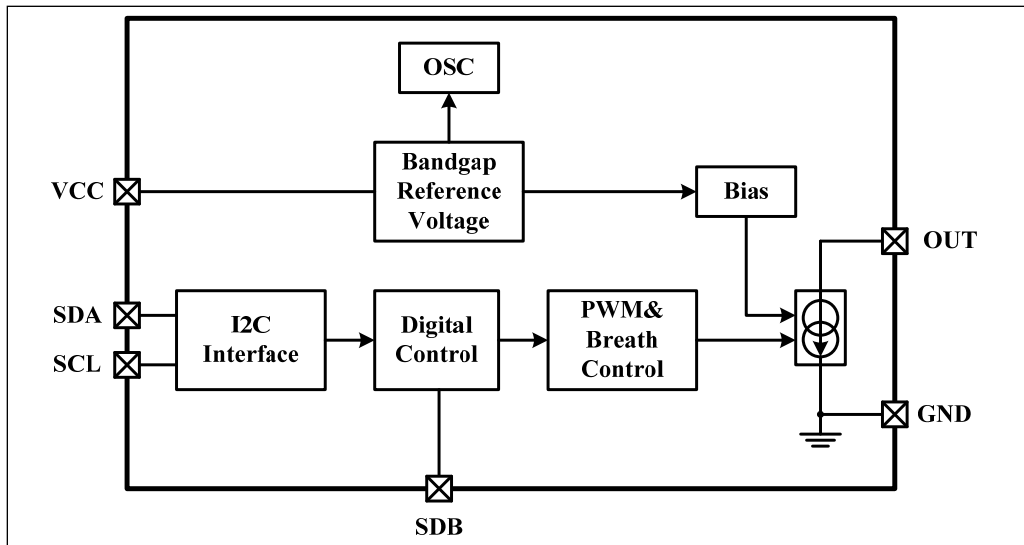 OSC
VCC
Bandgap
Reference
Voltage
Bias
OUT
SDA
SCL
I2C
Interface
Digital
Control
PWM&
Breath
Control
GND
SDB